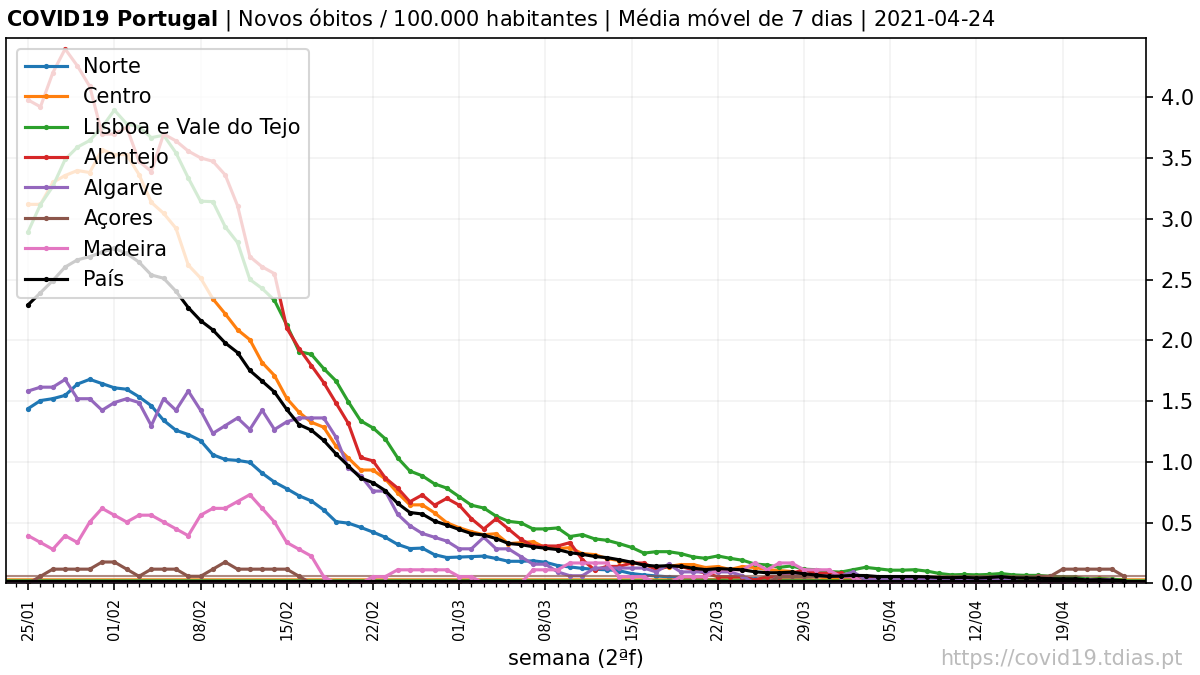 COVID19 Portugal | Novos óbitos / 100.000 habitantes | Média móvel de 7 dias | 2021-04-24
Norte
Centro
Lisboa e Vale do Tejo
Alentejo
Algarve
Açores
Madeira
País
4.0
3.5
3.0
2.5
2.0
1.5
1.0
0.5
0.0
25/01 01/02 08/02 15/02 22/02 01/03 08/03 15/03 22/03 29/03 05/04 12/04 19/04
semana (2ªf)
https://covid19.tdias.pt